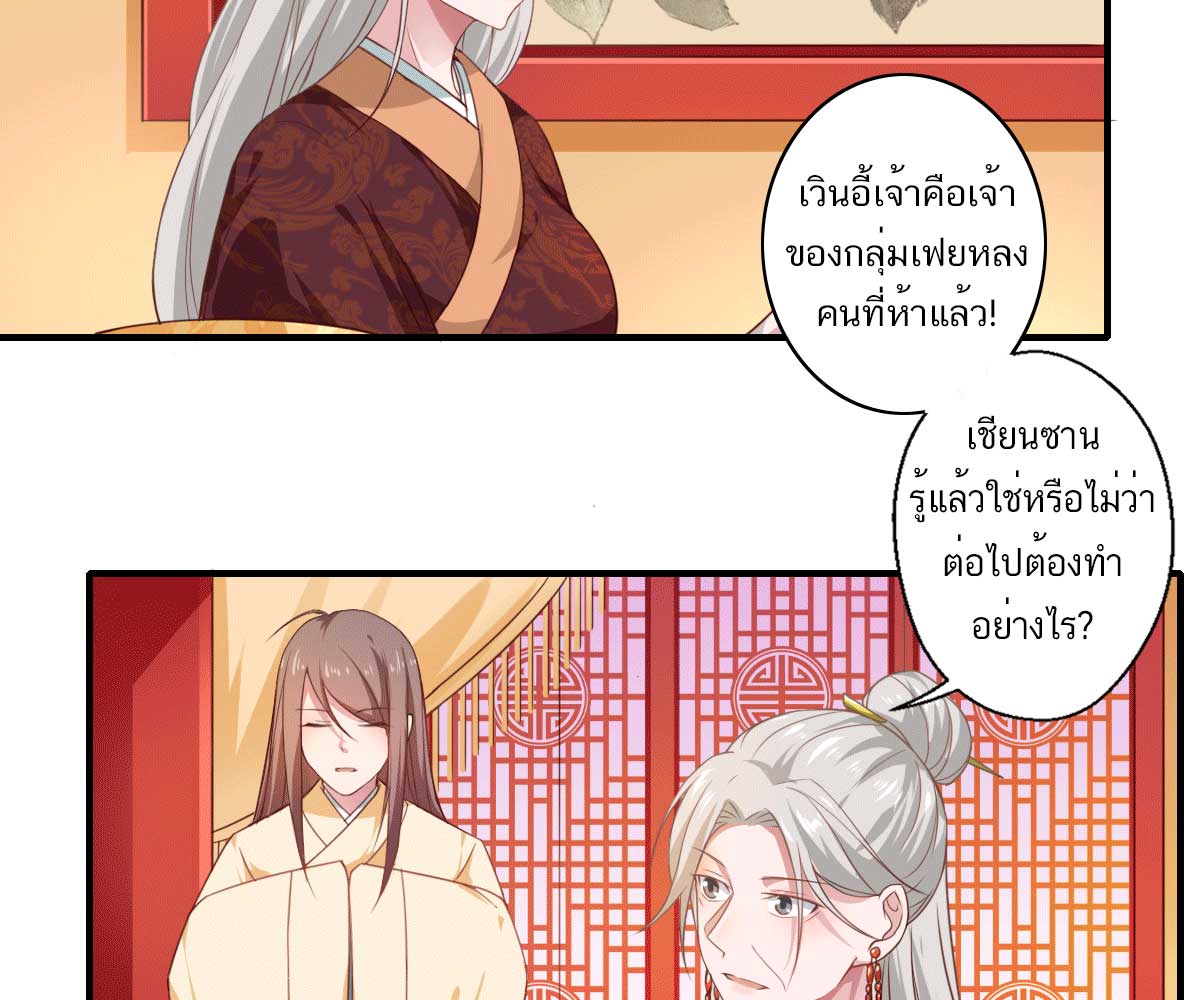 เวินอี้เจ้าคือเจ้า
ของกลุ่มเฟยหลง
คนที่ห้าแล้ว!
เชียนซาน
รู้แล้วใช่หรือไม่ว่า
ต่อไปต้องทำ
อย่างไร?